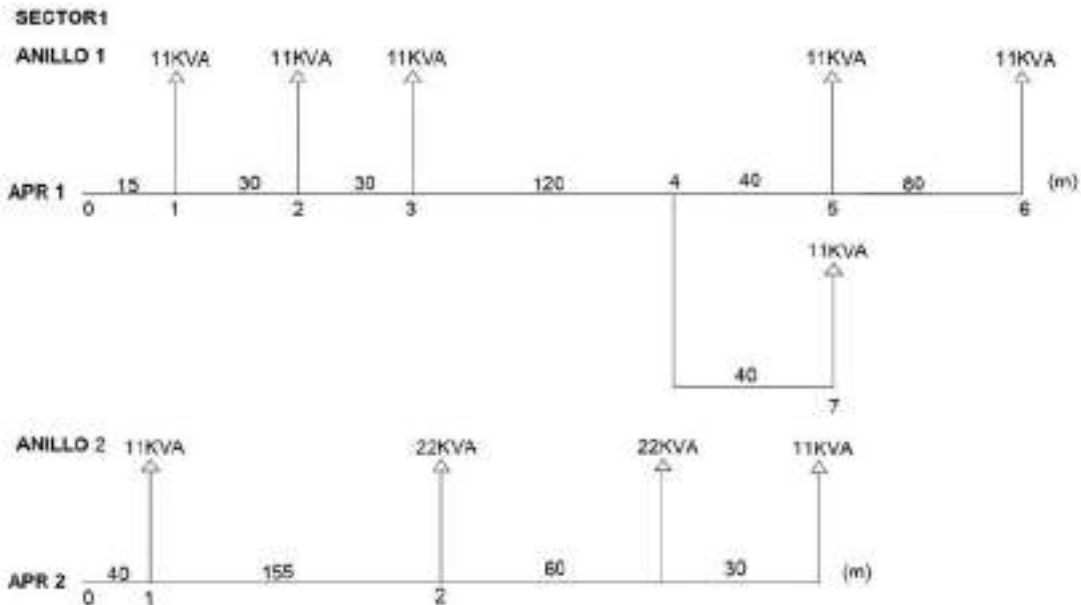 SECTOR1
ANILLO 1 11KVA 11KVA 11KVA 11KVA 11KVA
APR 1 15 30 30 120 4 40 80 (m)
0 1 2 3 5 6
11KVA
40
7
ANILLO 2 11KVA 22KVA 22KVA 11KVA
APR 2 40 155 60 30 (m)
0 1 2